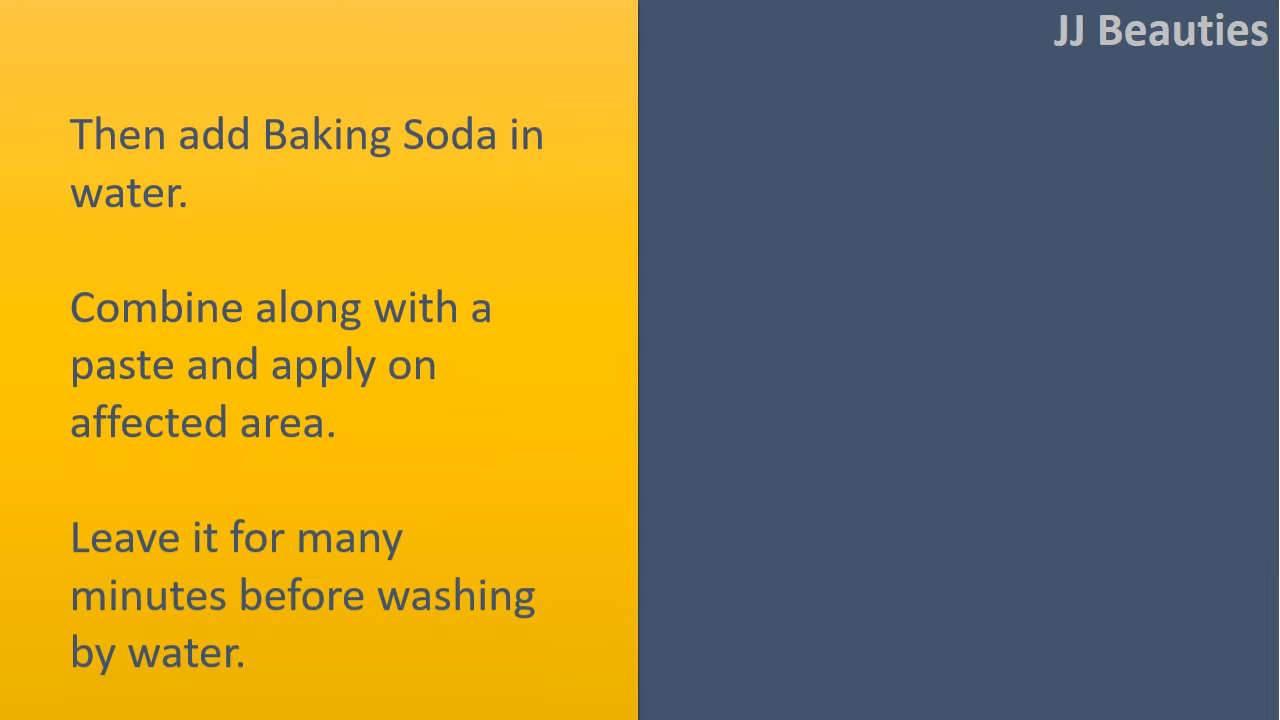 JJ Beauties
Then add Baking Soda in
water.
Combine along with a
paste and apply on
affected area.
Leave it for many
minutes before washing
by water.